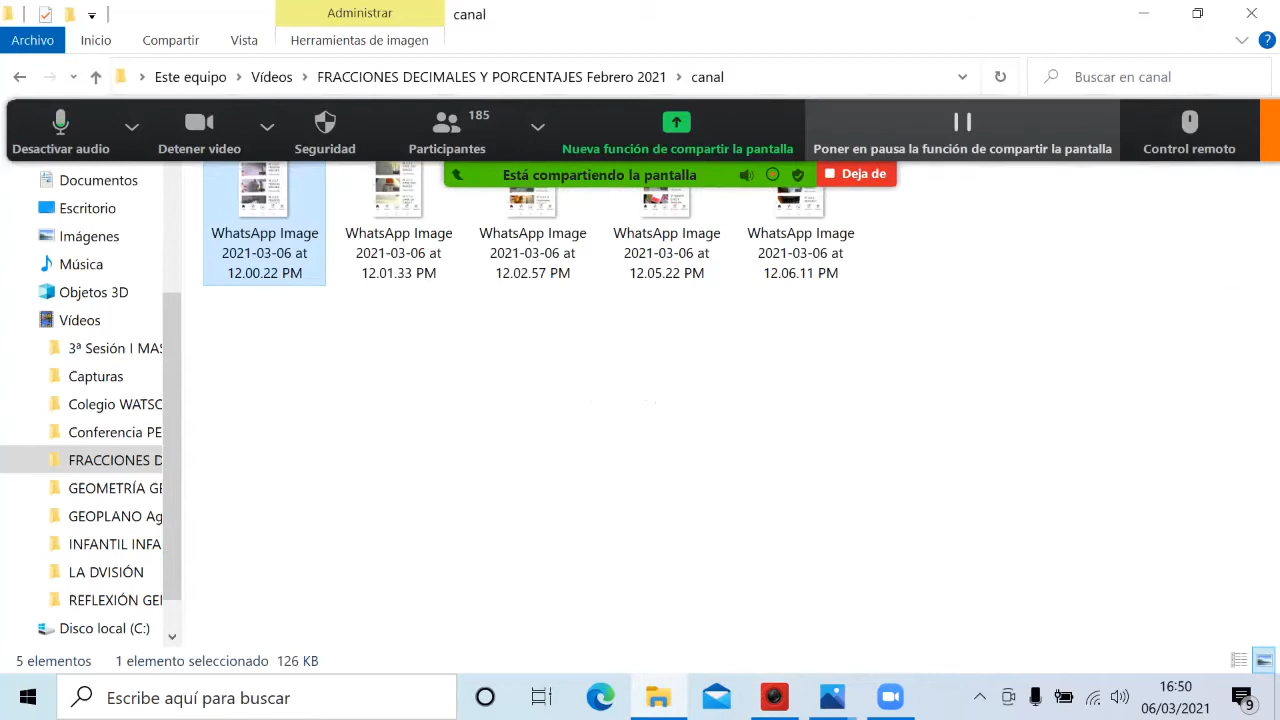 Administrar
canal
Archivo
Inicio
Compartir
Vista
Herramientas de imagen
Este equipo
Vídeos
FRACCIONES DECIMALES Y PORCENTAJES Febrero 2021
canal
Buscar en canal
Desactivar audio
Detener video
Seguridad
185
Participantes
Nueva función de compartir la pantalla
Poner en pausa la función de compartir la pantalla
Control remoto
Está compartiendo la pantalla
Deja de
Documentos
Escritorio
Imágenes
Música
Objetos 3D
Vídeos
3ª Sesión I MAS
Capturas
Colegio WATSC
Conferencia PE
FRACCIONES D
GEOMETRÍA GE
GEOPLANO Ag
INFANTIL INFA
LA DVISIÓN
REFLEXIÓN GEI
Disco local (C:)
WhatsApp Image
2021-03-06 at
12.00.22 PM
WhatsApp Image
2021-03-06 at
12.01.33 PM
WhatsApp Image
2021-03-06 at
12.02.57 PM
WhatsApp Image
2021-03-06 at
12.05.22 PM
WhatsApp Image
2021-03-06 at
12.06.11 PM
5 elementos
1 elemento seleccionado 126 KB
Escribe aquí para buscar
16:50
06/03/2021
9